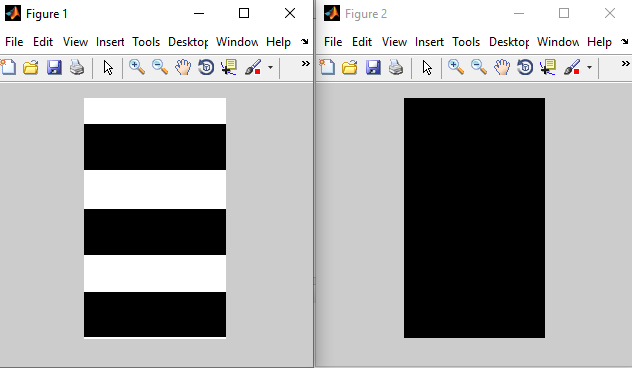 Figure 1
File Edit View Insert Tools Desktop Window Help
Figure 2
File Edit View Insert Tools Desktop Window Help